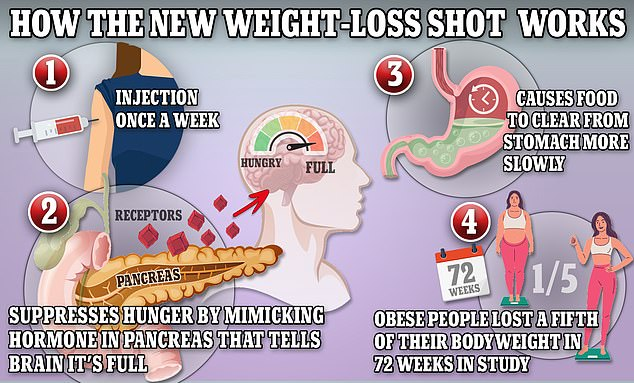 HOW THE NEW WEIGHT-LOSS SHOT WORKS
1
INJECTION
ONCE A WEEK
HUNGRY
FULL
2
RECEPTORS
PANCREAS
SUPPRESSES HUNGER BY MIMICKING
HORMONE IN PANCREAS THAT TELLS
BRAIN IT'S FULL
3
CAUSES FOOD
TO CLEAR FROM
STOMACH MORE
SLOWLY
4
72
WEEKS
1/5
OBESE PEOPLE LOST A FIFTH
OF THEIR BODYWEIGHT IN
72 WEEKS IN STUDY